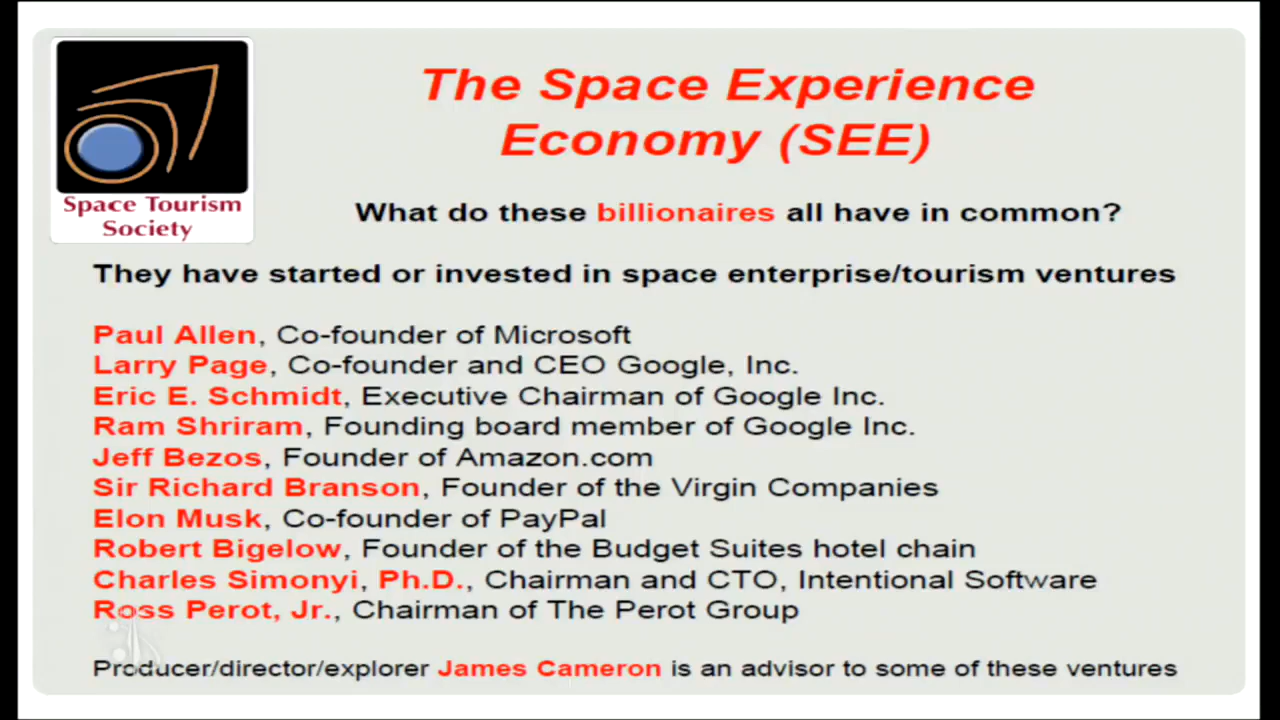 The Space Experience
Economy (SEE)
Space Tourism
Society
What do these billionaires all have in common?
They have started or invested in space enterprise/tourism ventures
Paul Allen, Co-founder of Microsoft
Larry Page, Co-founder and CEO Google, Inc.
Eric E. Schmidt, Executive Chairman of Google Inc.
Ram Shriram, Founding board member of Google Inc.
Jeff Bezos, Founder of Amazon.com
Sir Richard Branson, Founder of the Virgin Companies
Elon Musk, Co-founder of PayPal
Robert Bigelow, Founder of the Budget Suites hotel chain
Charles Simonyi, Ph.D., Chairman and CTO, Intentional Software
Ross Perot, Jr., Chairman of The Perot Group
Producer/director/explorer James Cameron is an advisor to some of these ventures